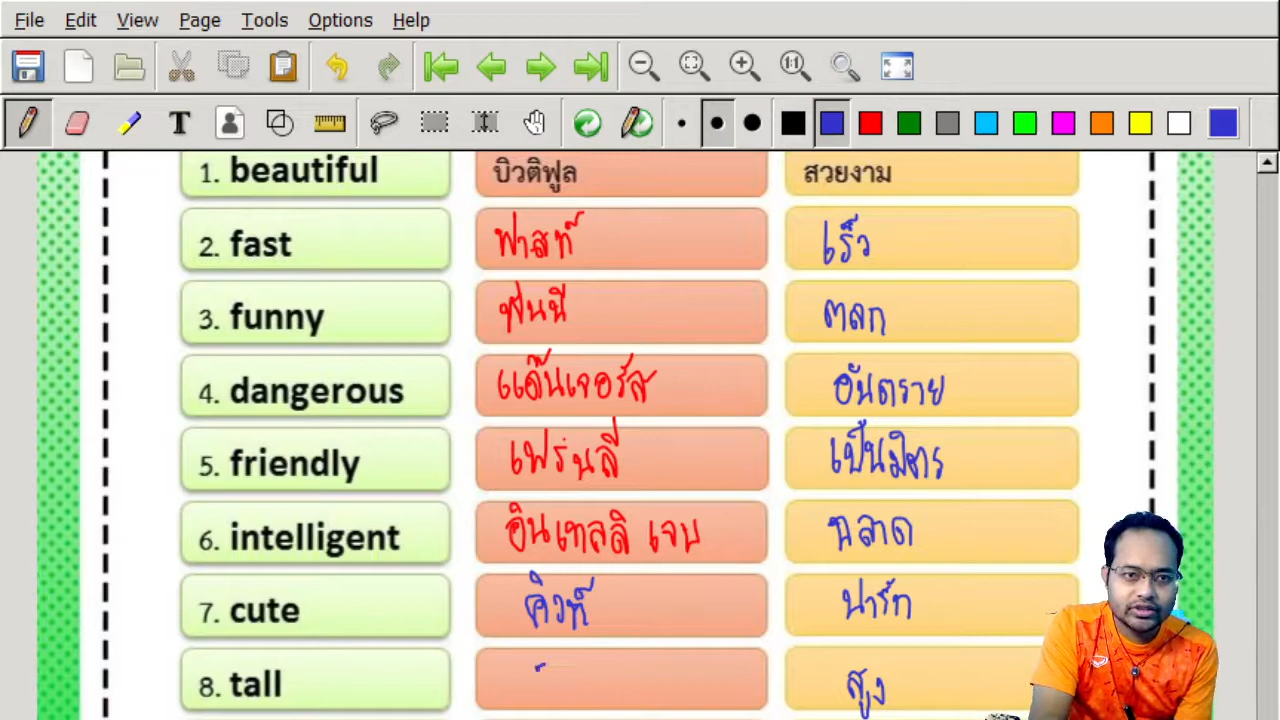 File Edit View Page Tools Options Help
1. beautiful บิวติฟูล สวยงาม
2. fast ฟาสท์ เร็ว
3. funny ฟันนี ตลก
4. dangerous แด๊นเจอรัส อันตราย
5. friendly เฟรนลี่ เป็นมิตร
6. intelligent อินเทลลิ เจน ฉลาด
7. cute คิวท์ น่ารัก
8. tall สูง